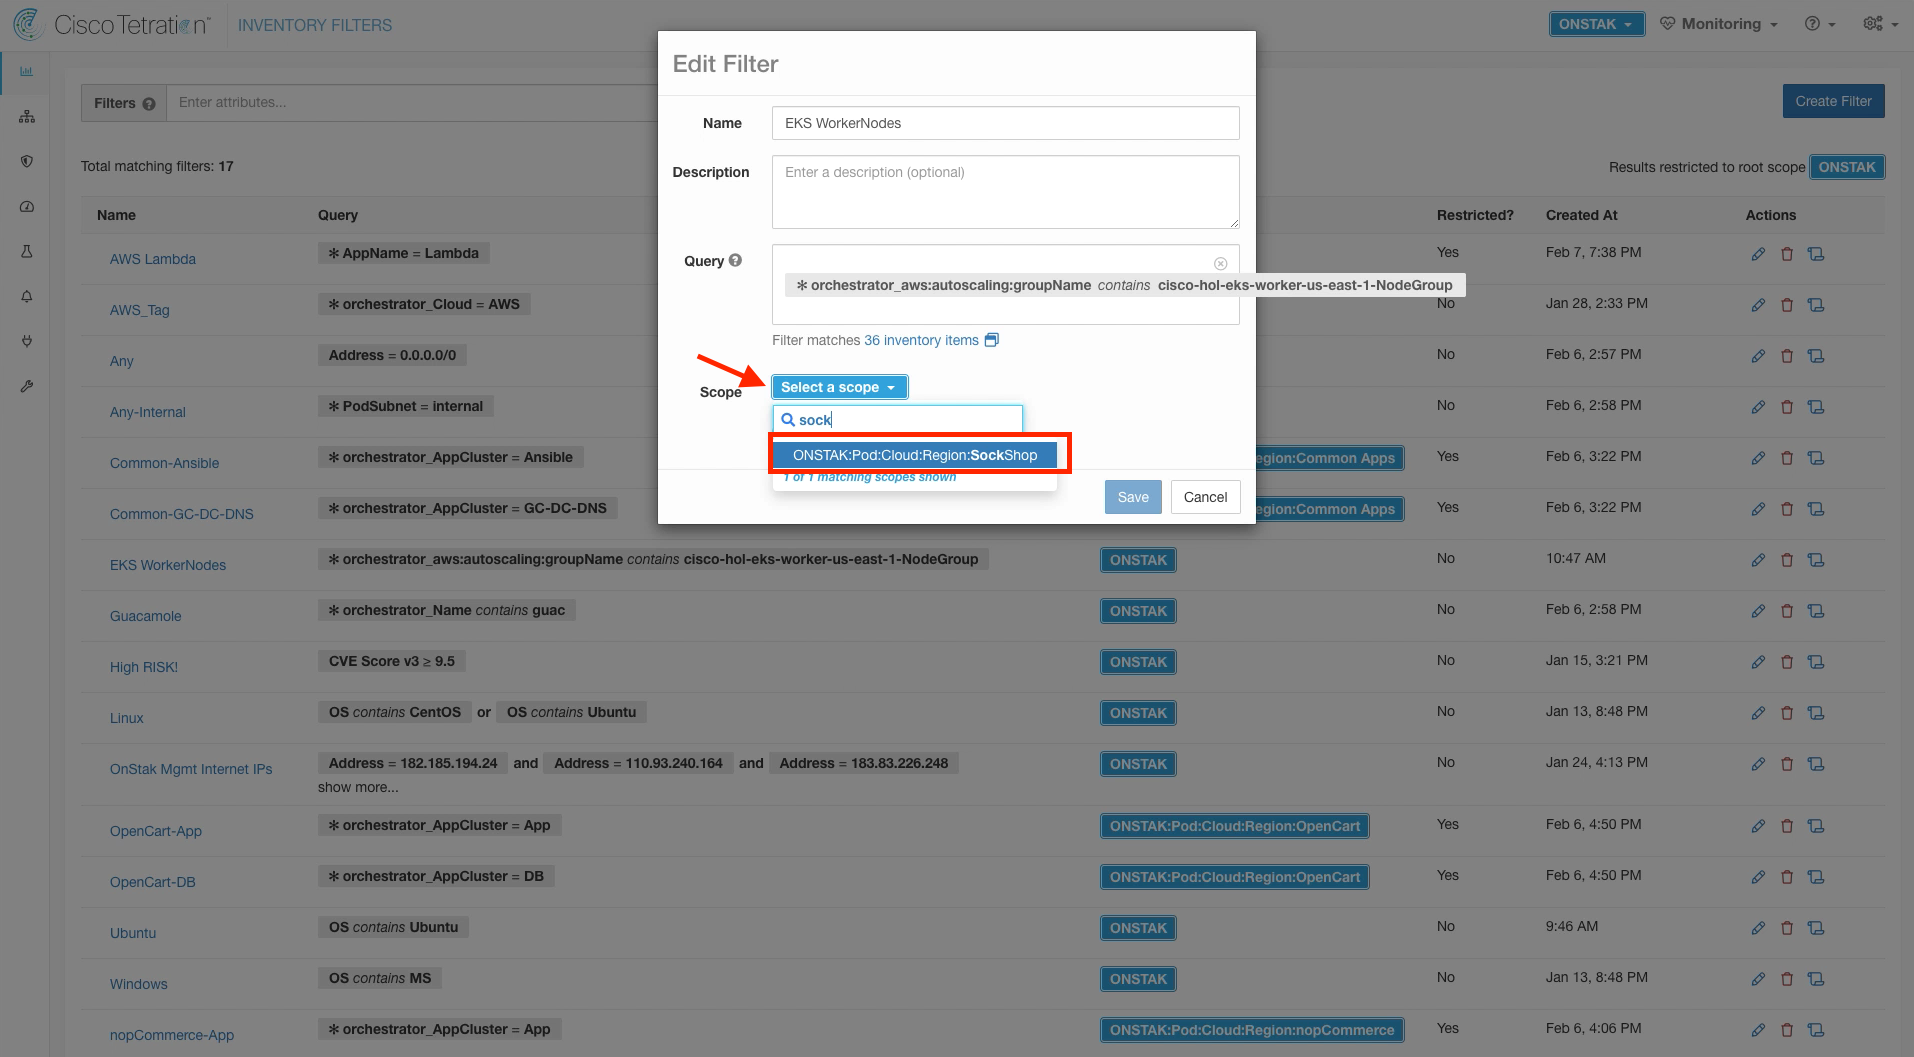 Cisco Tetration™ INVENTORY FILTERS ONSTAK Monitoring
Edit Filter
Filters Enter attributes... Create Filter
Name EKS WorkerNodes
Total matching filters: 17 Results restricted to root scope ONSTAK
Description Enter a description (optional)
Name Query Restricted? Created At Actions
AWS Lambda ✻ AppName = Lambda Yes Feb 7, 7:38 PM
Query
✻ orchestrator_aws:autoscaling:groupName contains cisco-hol-eks-worker-us-east-1-NodeGroup
AWS_Tag ✻ orchestrator_Cloud = AWS No Jan 28, 2:33 PM
Filter matches 36 inventory items
Any Address = 0.0.0.0/0 No Feb 6, 2:57 PM
Scope Select a scope
sock
Any-Internal ✻ PodSubnet = internal No Feb 6, 2:58 PM
ONSTAK:Pod:Cloud:Region:SockShop
1 of 1 matching scopes shown
Common-Ansible ✻ orchestrator_AppCluster = Ansible egion:Common Apps Yes Feb 6, 3:22 PM
Save Cancel
Common-GC-DC-DNS ✻ orchestrator_AppCluster = GC-DC-DNS egion:Common Apps Yes Feb 6, 3:22 PM
EKS WorkerNodes ✻ orchestrator_aws:autoscaling:groupName contains cisco-hol-eks-worker-us-east-1-NodeGroup ONSTAK No 10:47 AM
Guacamole ✻ orchestrator_Name contains guac ONSTAK No Feb 6, 2:58 PM
High RISK! CVE Score v3 ≥ 9.5 ONSTAK No Jan 15, 3:21 PM
Linux OS contains CentOS or OS contains Ubuntu ONSTAK No Jan 13, 8:48 PM
OnStak Mgmt Internet IPs Address = 182.185.194.24 and Address = 110.93.240.164 and Address = 183.83.226.248 ONSTAK No Jan 24, 4:13 PM
show more...
OpenCart-App ✻ orchestrator_AppCluster = App ONSTAK:Pod:Cloud:Region:OpenCart Yes Feb 6, 4:50 PM
OpenCart-DB ✻ orchestrator_AppCluster = DB ONSTAK:Pod:Cloud:Region:OpenCart Yes Feb 6, 4:50 PM
Ubuntu OS contains Ubuntu ONSTAK No 9:46 AM
Windows OS contains MS ONSTAK No Jan 13, 8:48 PM
nopCommerce-App ✻ orchestrator_AppCluster = App ONSTAK:Pod:Cloud:Region:nopCommerce Yes Feb 6, 4:06 PM